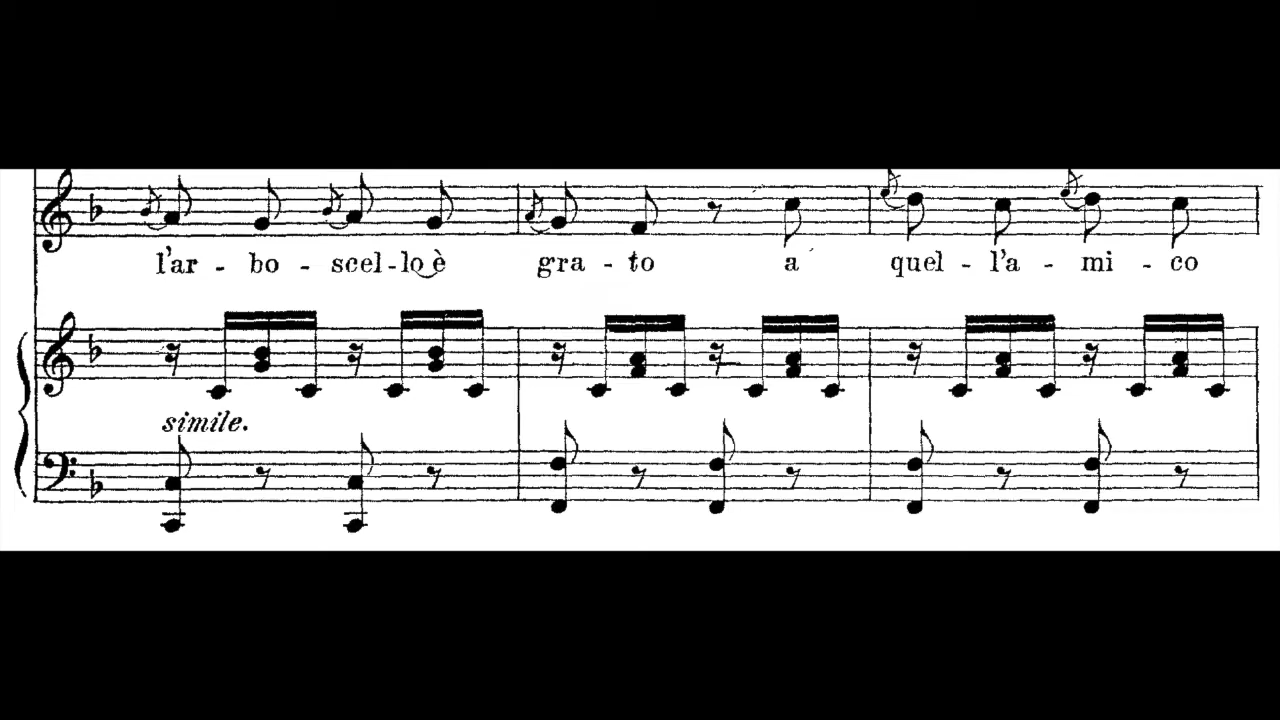 l'ar - bo - scel - lo è gra - to a quel - l'a - mi - co
simile.